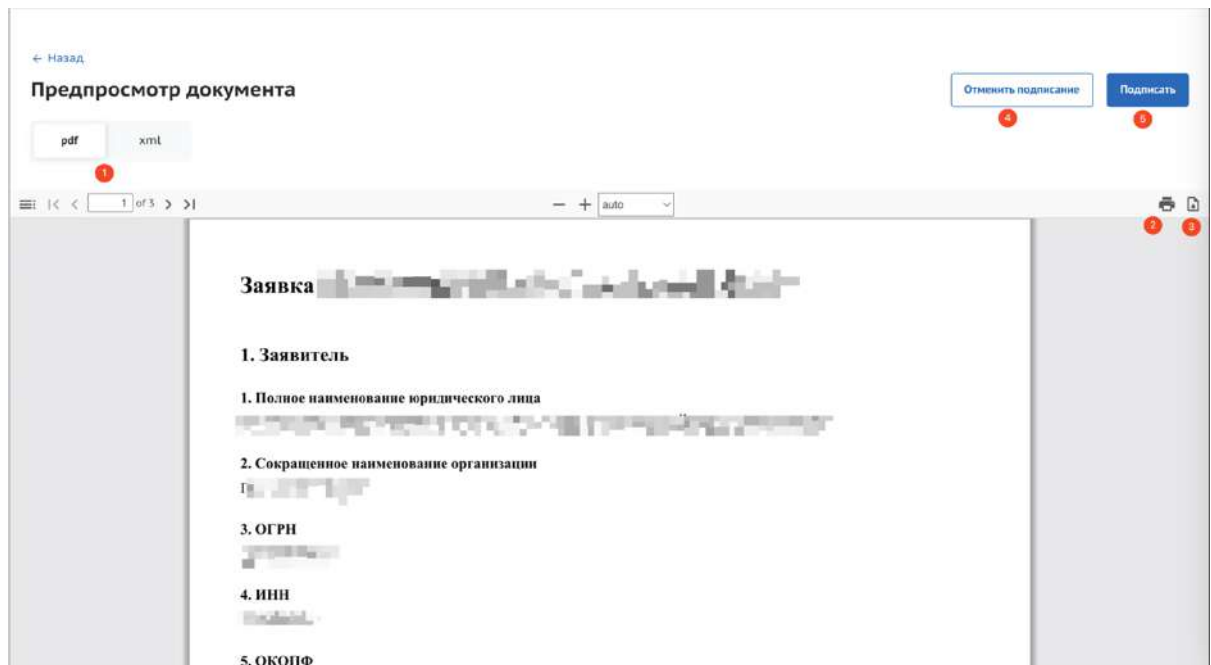 ← Назад
Предпросмотр документа
Отменить подписание
Подписать
4
5
pdf
xml
1
1 of 3
auto
2
3
Заявка
1. Заявитель
1. Полное наименование юридического лица
2. Сокращенное наименование организации
3. ОГРН
4. ИНН
5. ОКОПФ